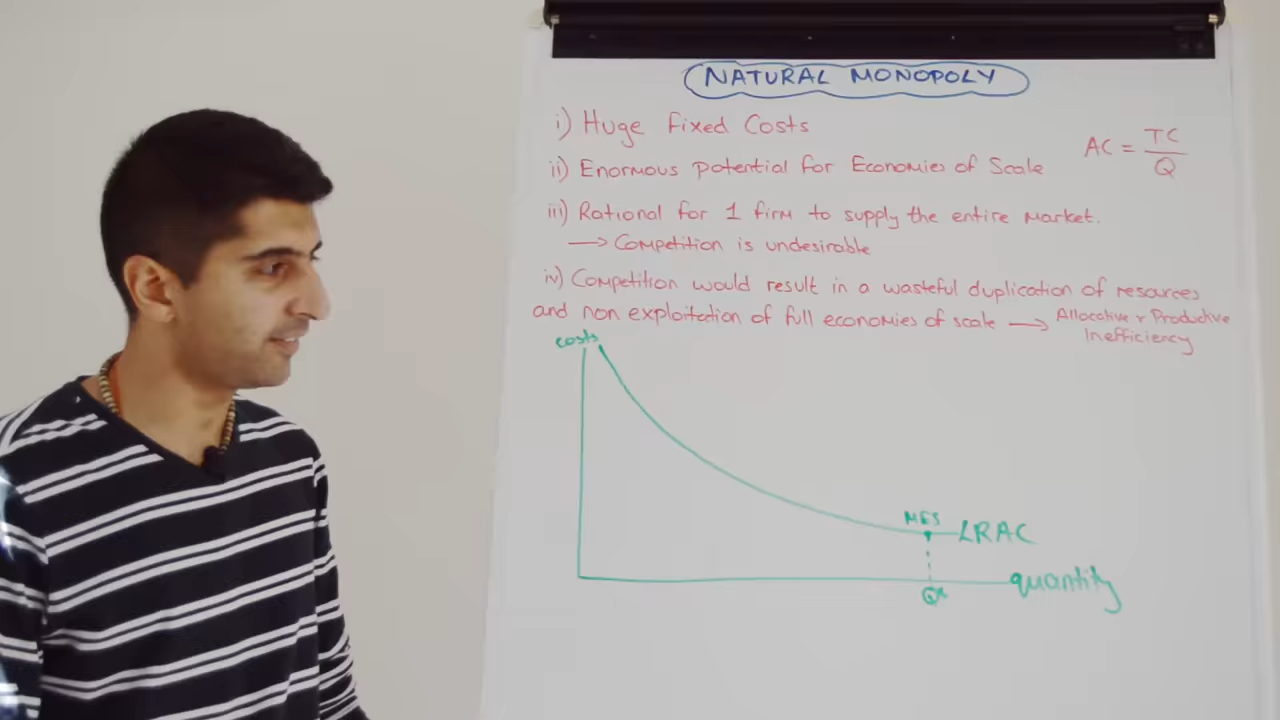 NATURAL MONOPOLY
i) Huge Fixed Costs
ii) Enormous Potential for Economies of Scale
AC = TC/Q
iii) Rational for 1 firm to supply the entire market.
→ Competition is undesirable
iv) Competition would result in a wasteful duplication of resources
and non exploitation of full economies of scale → Allocative + Productive
Inefficiency
costs
MES
LRAC
quantity